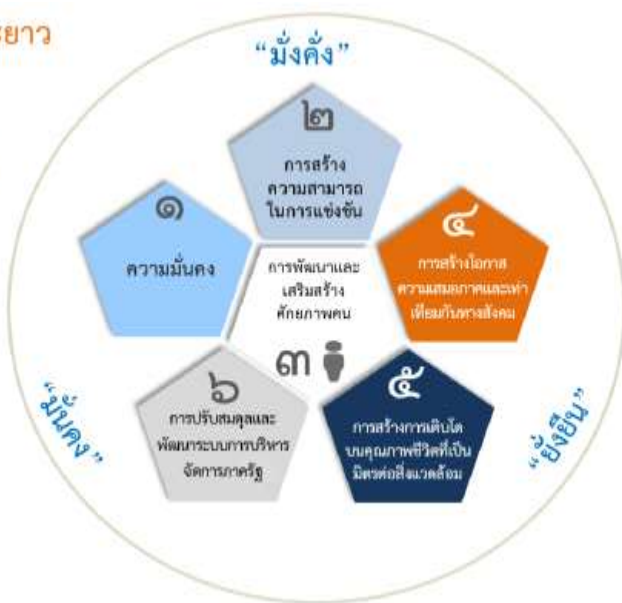 “มั่งคั่ง”
๒
การสร้าง
ความสามารถ
ในการแข่งขัน
๑
ความมั่นคง
๔
การสร้างโอกาส
ความเสมอภาคและเท่า
เทียมกันทางสังคม
การพัฒนาและ
เสริมสร้าง
ศักยภาพคน
๓
๖
การปรับสมดุลและ
พัฒนาระบบการบริหาร
จัดการภาครัฐ
๕
การสร้างการเติบโต
บนคุณภาพชีวิตที่เป็น
มิตรต่อสิ่งแวดล้อม
“มั่นคง”
“ยั่งยืน”